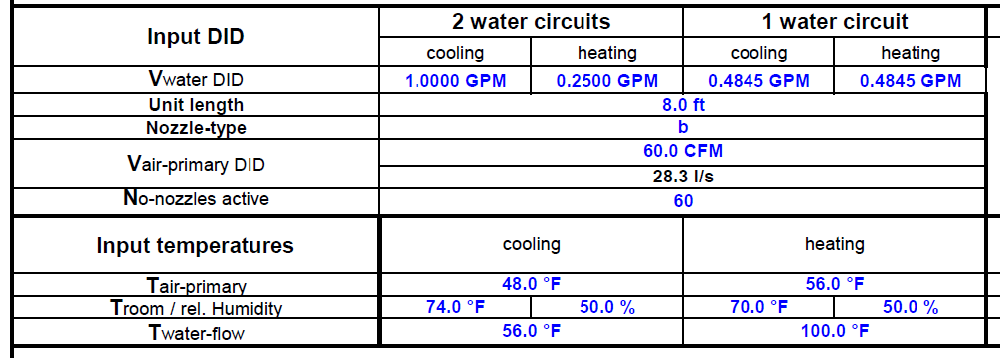 Input DID 2 water circuits 1 water circuit
cooling heating cooling heating
Vwater DID 1.0000 GPM 0.2500 GPM 0.4845 GPM 0.4845 GPM
Unit length 8.0 ft
Nozzle-type b
Vair-primary DID 60.0 CFM
28.3 l/s
No-nozzles active 60
Input temperatures cooling heating
Tair-primary 48.0 °F 56.0 °F
Troom / rel. Humidity 74.0 °F 50.0 % 70.0 °F 50.0 %
Twater-flow 56.0 °F 100.0 °F